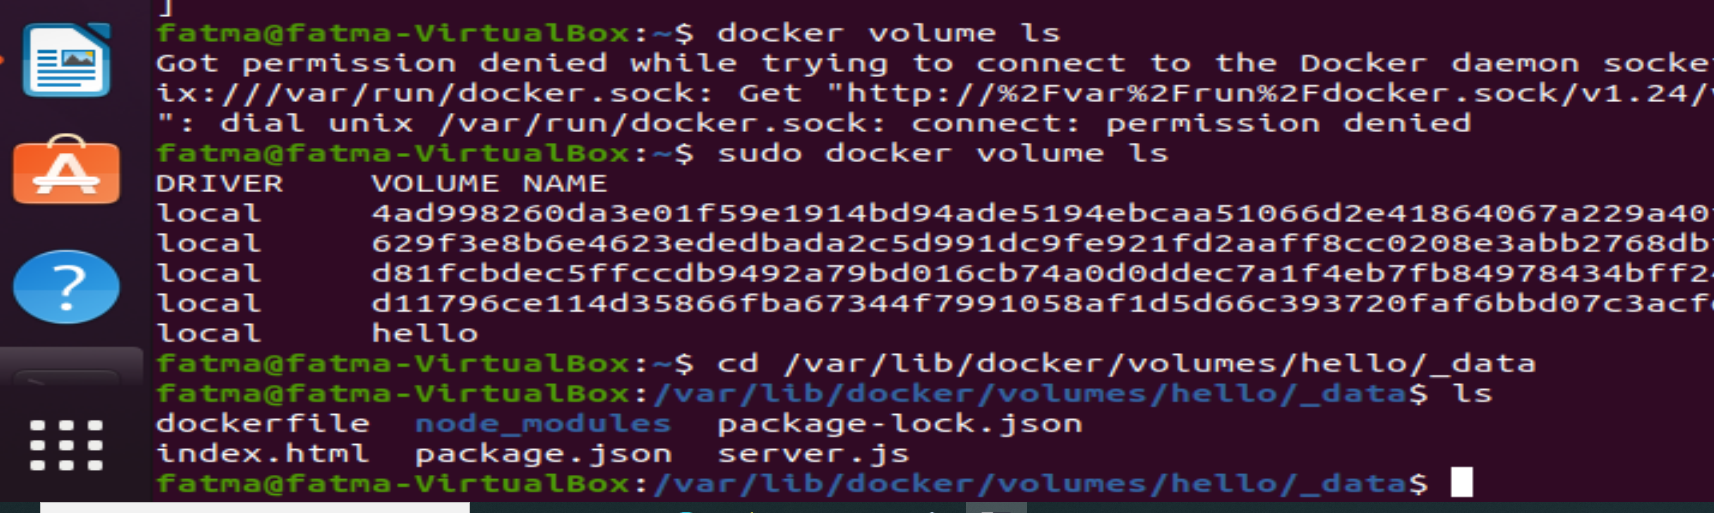 ]
fatma@fatma-VirtualBox:~$ docker volume ls
Got permission denied while trying to connect to the Docker daemon socke
ix:///var/run/docker.sock: Get "http://%2Fvar%2Frun%2Fdocker.sock/v1.24/
": dial unix /var/run/docker.sock: connect: permission denied
fatma@fatma-VirtualBox:~$ sudo docker volume ls
DRIVER    VOLUME NAME
local     4ad998260da3e01f59e1914bd94ade5194ebcaa51066d2e41864067a229a40
local     629f3e8b6e4623ededbada2c5d991dc9fe921fd2aaff8cc0208e3abb2768db
local     d81fcbdec5ffccdb9492a79bd016cb74a0d0ddec7a1f4eb7fb84978434bff2
local     d11796ce114d35866fba67344f7991058af1d5d66c393720faf6bbd07c3acf
local     hello
fatma@fatma-VirtualBox:~$ cd /var/lib/docker/volumes/hello/_data
fatma@fatma-VirtualBox:/var/lib/docker/volumes/hello/_data$ ls
dockerfile  node_modules  package-lock.json
index.html  package.json  server.js
fatma@fatma-VirtualBox:/var/lib/docker/volumes/hello/_data$